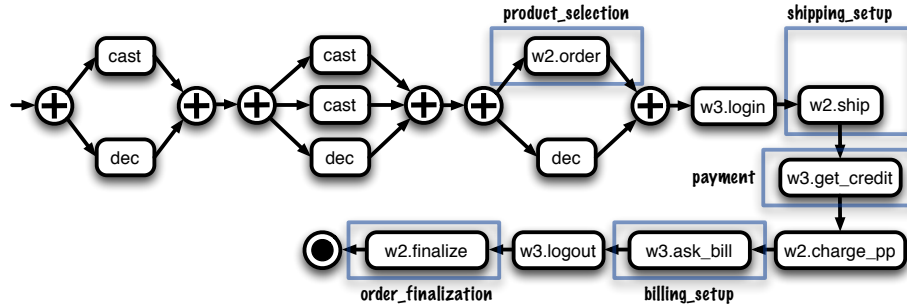 product_selection
shipping_setup
cast
cast
w2.order
cast
w3.login
w2.ship
dec
dec
dec
payment
w3.get_credit
w2.finalize
w3.logout
w3.ask_bill
w2.charge_pp
order_finalization
billing_setup